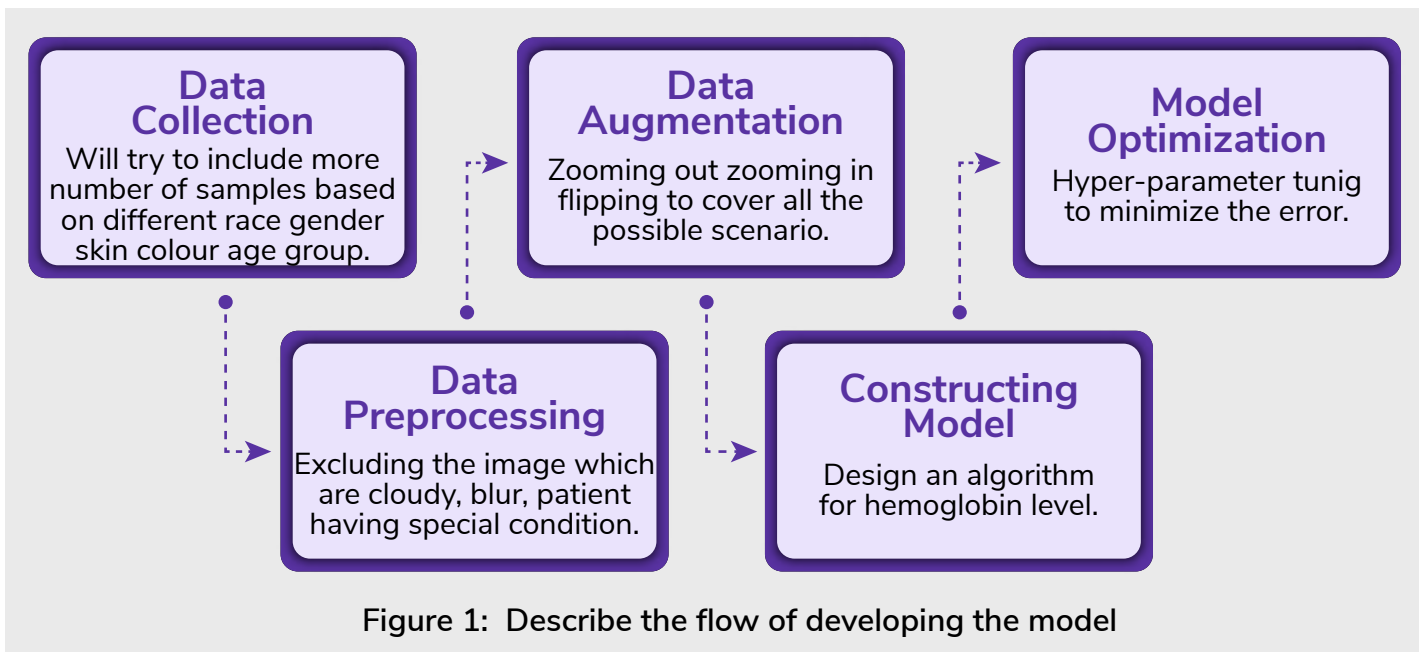 Data
Collection
Will try to include more
number of samples based
on different race gender
skin colour age group.
Data
Preprocessing
Excluding the image which
are cloudy, blur, patient
having special condition.
Data
Augmentation
Zooming out zooming in
flipping to cover all the
possible scenario.
Constructing
Model
Design an algorithm
for hemoglobin level.
Model
Optimization
Hyper-parameter tunig
to minimize the error.
Figure 1: Describe the flow of developing the model